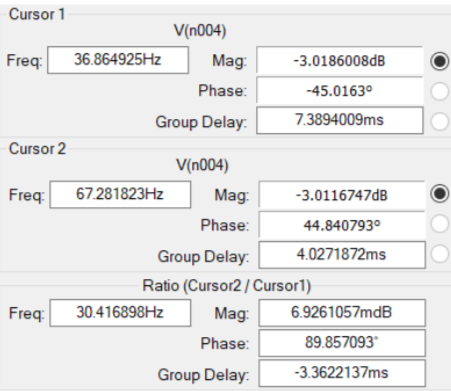 Cursor 1
V(n004)
Freq: 36.864925Hz Mag: -3.0186008dB
Phase: -45.0163°
Group Delay: 7.3894009ms
Cursor 2
V(n004)
Freq: 67.281823Hz Mag: -3.0116747dB
Phase: 44.840793°
Group Delay: 4.0271872ms
Ratio (Cursor2 / Cursor1)
Freq: 30.416898Hz Mag: 6.9261057mdB
Phase: 89.857093°
Group Delay: -3.3622137ms